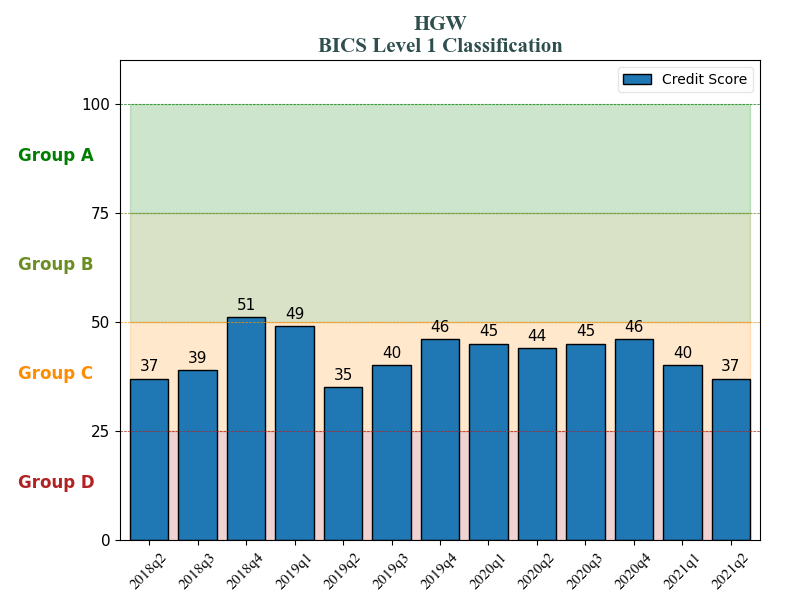 HGW
BICS Level 1 Classification
Credit Score
100
Group A
75
Group B
50
Group C
25
Group D
0
37
39
51
49
35
40
46
45
44
45
46
40
37
2018q2
2018q3
2018q4
2019q1
2019q2
2019q3
2019q4
2020q1
2020q2
2020q3
2020q4
2021q1
2021q2